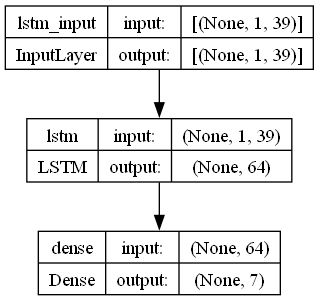 lstm_input input: [(None, 1, 39)]
InputLayer output: [(None, 1, 39)]
lstm input: (None, 1, 39)
LSTM output: (None, 64)
dense input: (None, 64)
Dense output: (None, 7)